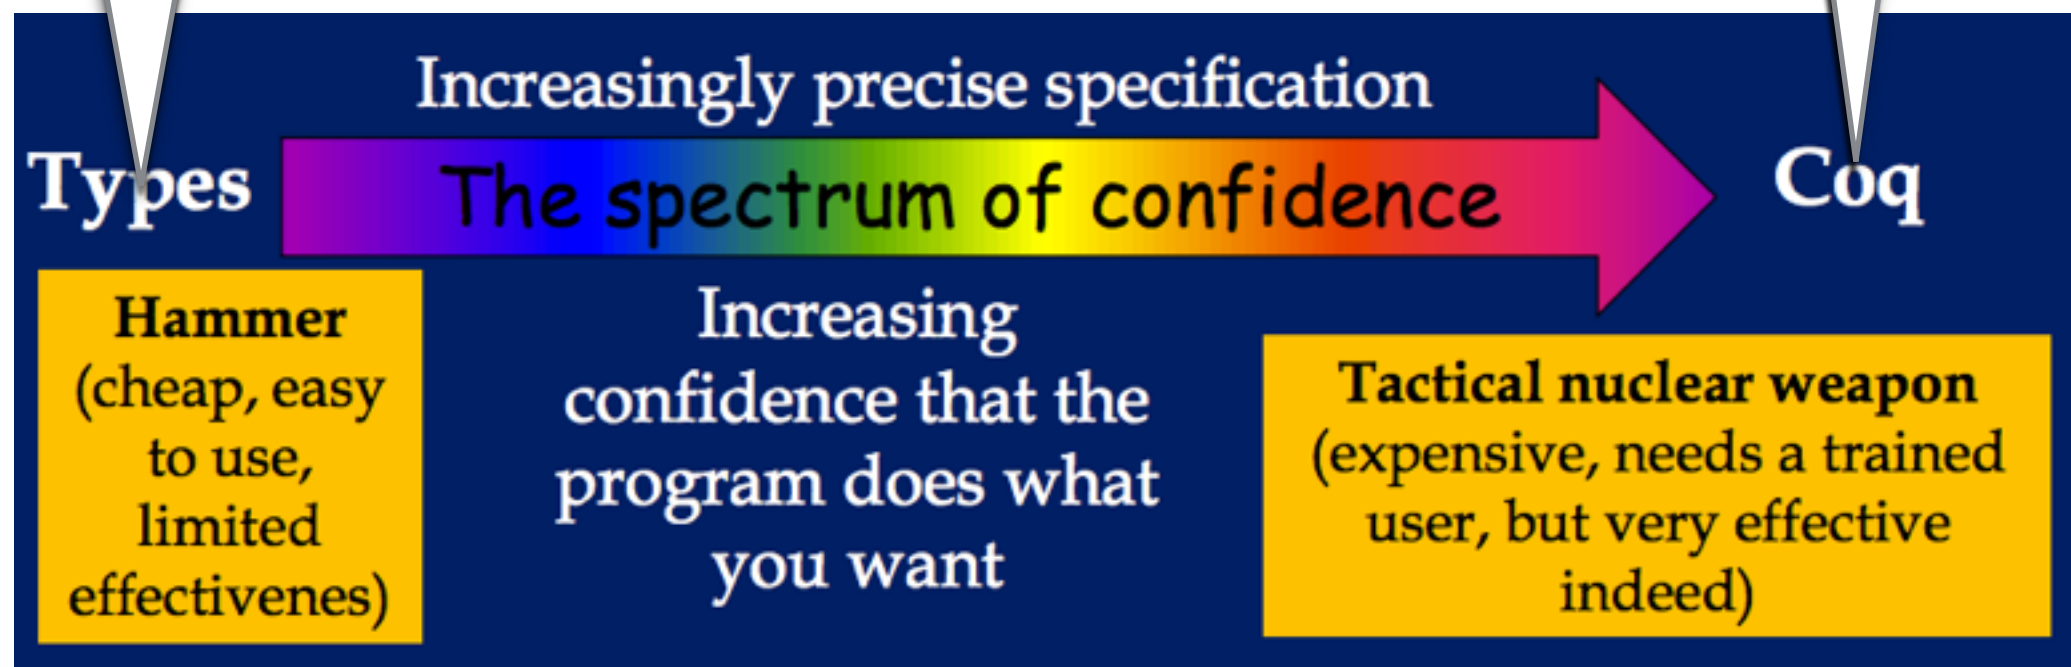 Increasingly precise specification
Types
The spectrum of confidence
Coq
Hammer
(cheap, easy
to use,
limited
effectivenes)
Increasing
confidence that the
program does what
you want
Tactical nuclear weapon
(expensive, needs a trained
user, but very effective
indeed)